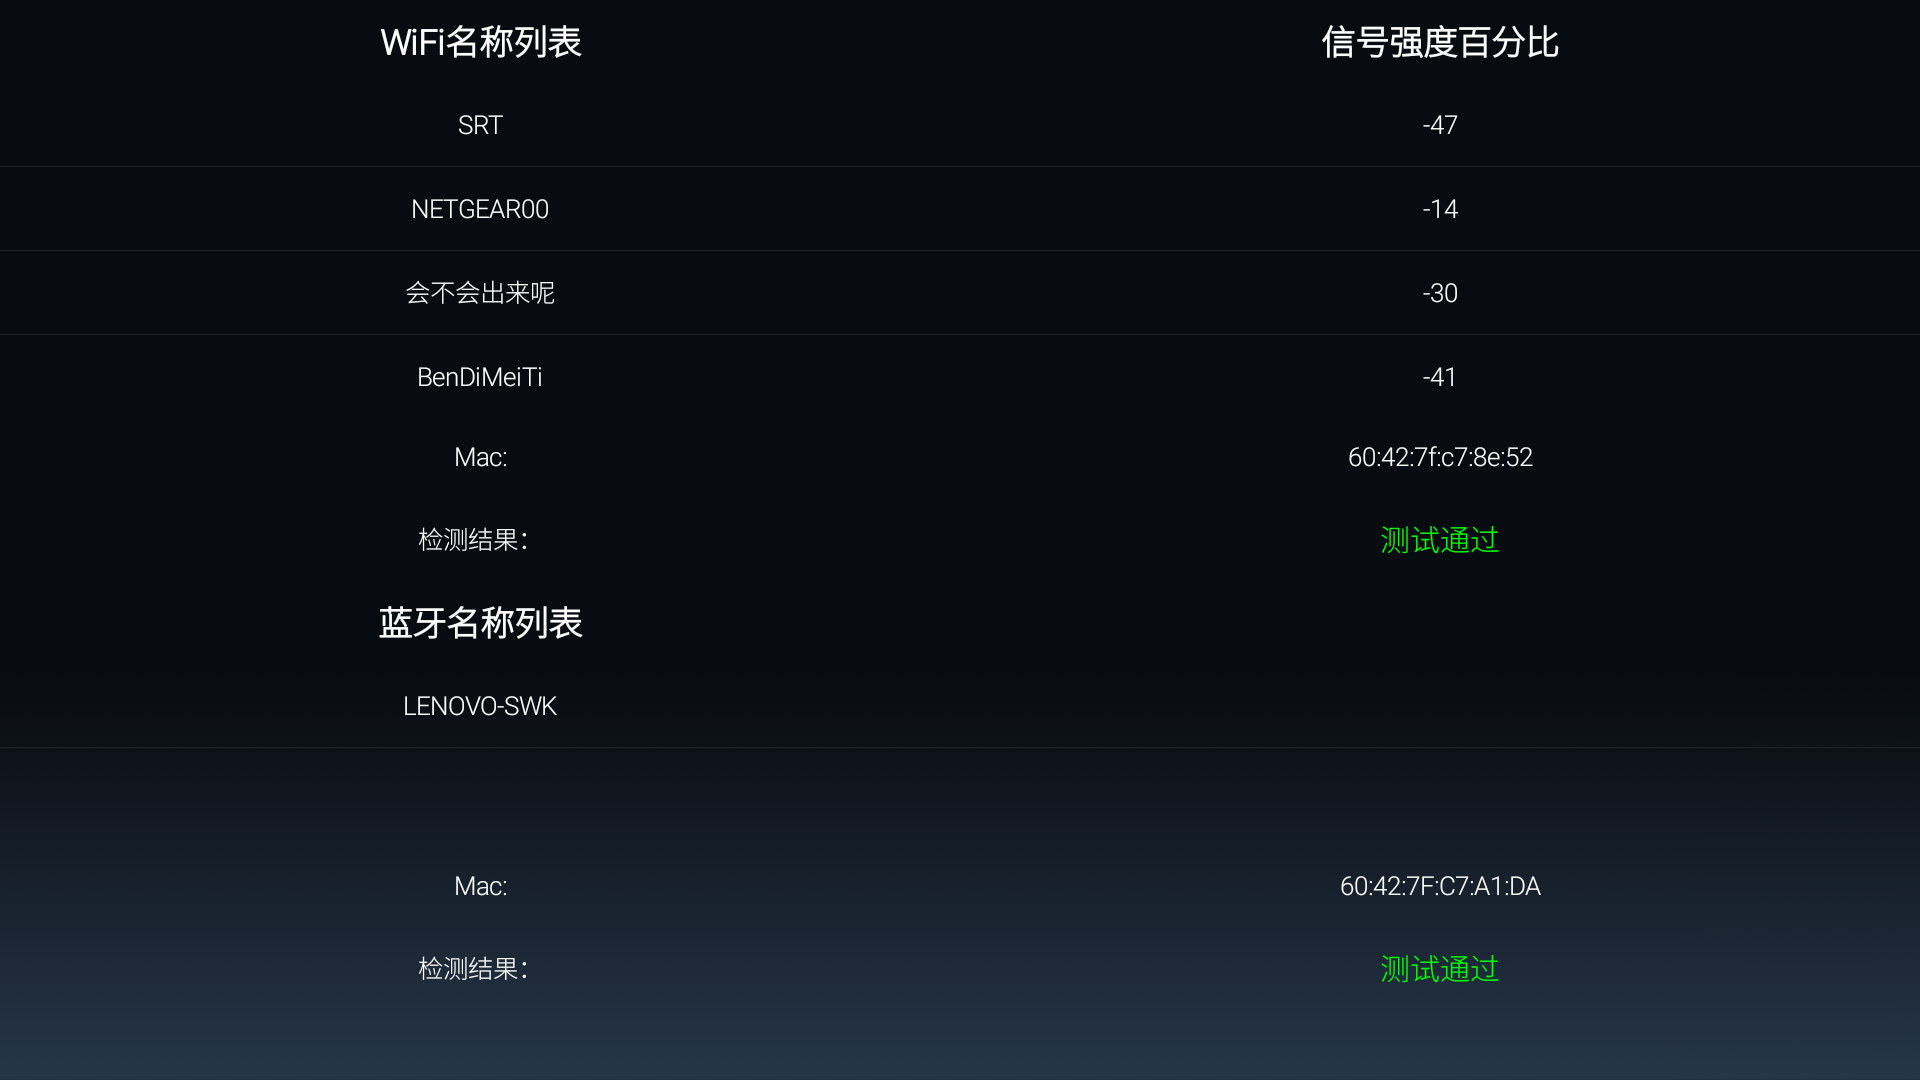 WiFi名称列表 信号强度百分比
SRT -47
NETGEAR00 -14
会不会出来呢 -30
BenDiMeiTi -41
Mac: 60:42:7f:c7:8e:52
检测结果： 测试通过
蓝牙名称列表
LENOVO-SWK
Mac: 60:42:7F:C7:A1:DA
检测结果： 测试通过